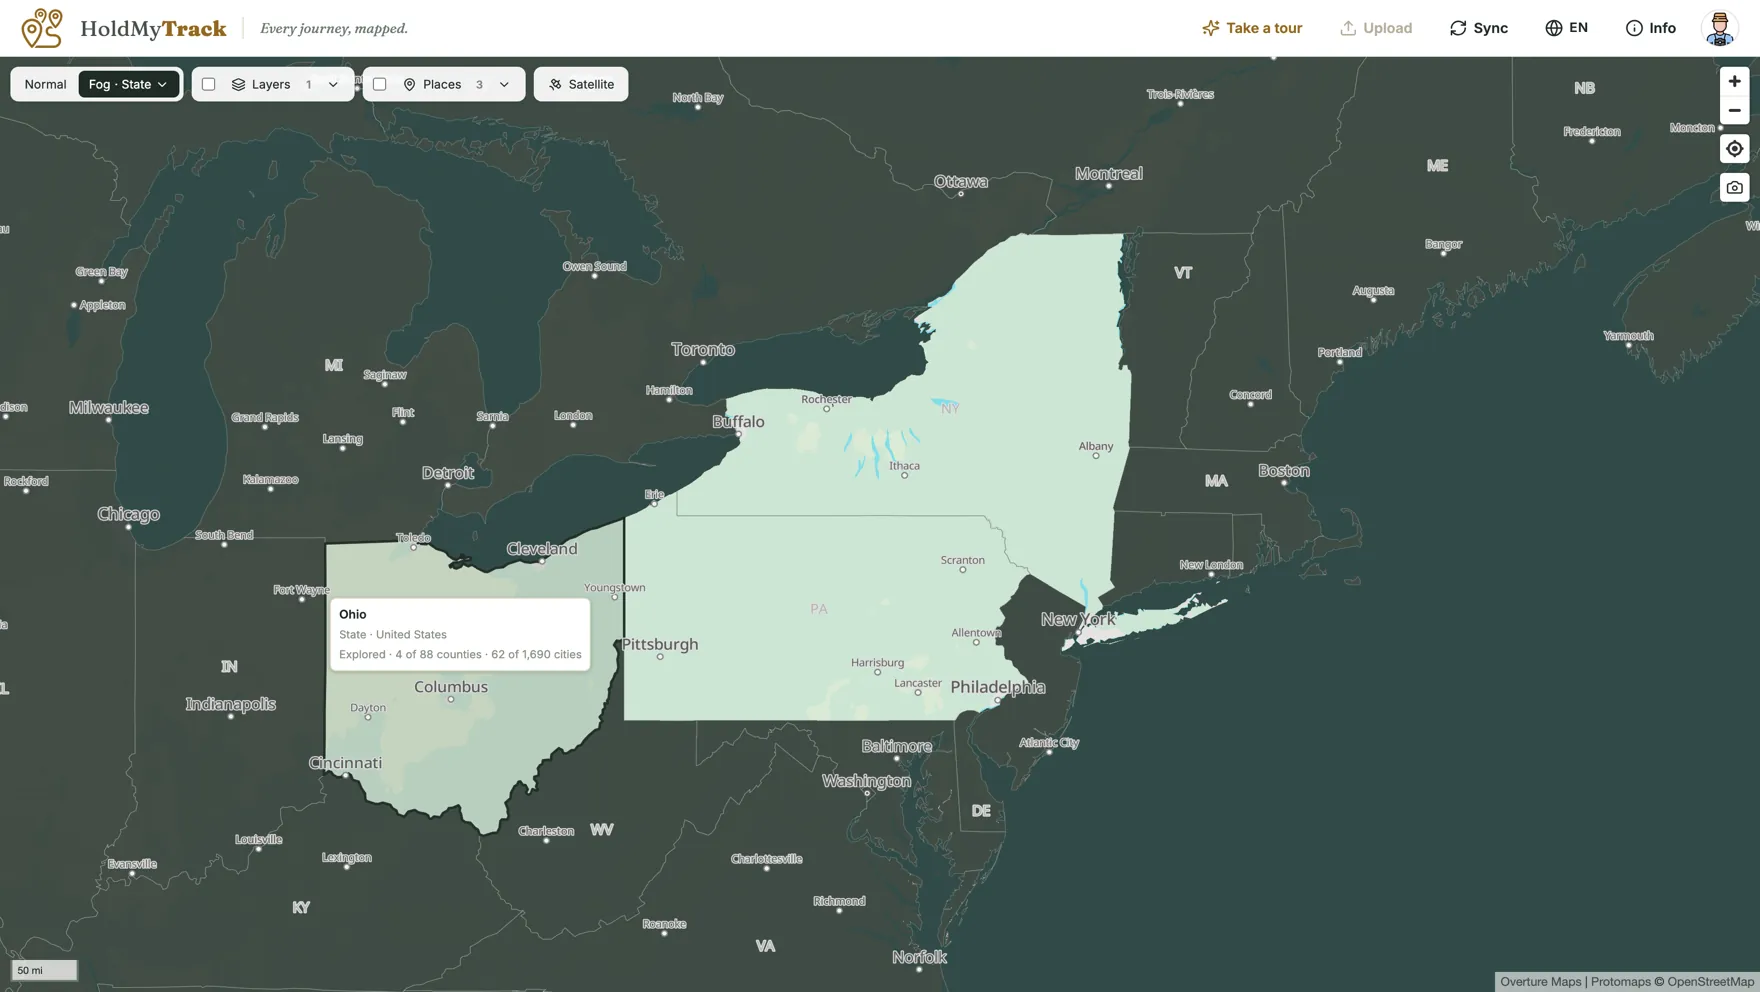 HoldMyTrack
Every journey, mapped.
Take a tour
Upload
Sync
EN
Info
Normal
Fog · State
Layers 1
Places 3
Satellite
North Bay
Trois-Rivières
NB
Fredericton
Moncton
ME
Ottawa
Montreal
Bangor
VT
Green Bay
Owen Sound
Augusta
Appleton
Yarmouth
Toronto
Portland
MI
Saginaw
Hamilton
Concord
Milwaukee
Grand Rapids
Flint
Sarnia
London
Rochester
NY
Buffalo
Lansing
Albany
Ithaca
Boston
Detroit
Rockford
Kalamazoo
MA
Erie
Chicago
South Bend
Toledo
Cleveland
Scranton
New London
Fort Wayne
Youngstown
PA
Ohio
State · United States
Explored · 4 of 88 counties · 62 of 1,690 cities
New York
Allentown
Pittsburgh
IN
Harrisburg
Lancaster
Philadelphia
Columbus
Indianapolis
Dayton
Atlantic City
Baltimore
Cincinnati
Washington
DE
Charleston
WV
Louisville
Lexington
Charlottesville
Evansville
KY
Richmond
Roanoke
VA
Norfolk
50 mi
Overture Maps | Protomaps © OpenStreetMap